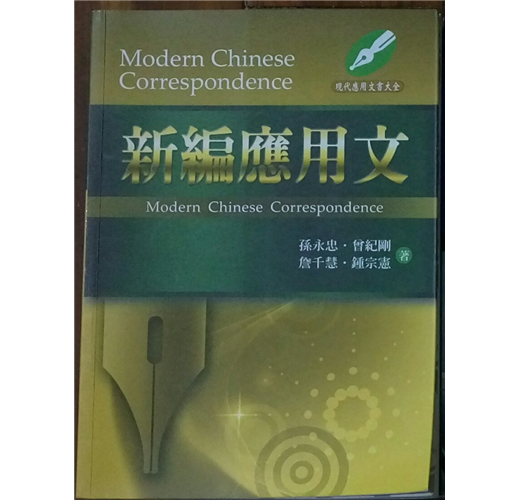 Modern Chinese
Correspondence
現代應用文書大全
新編應用文
Modern Chinese Correspondence
孫永忠・曾紀剛
詹千慧・鍾宗憲
著